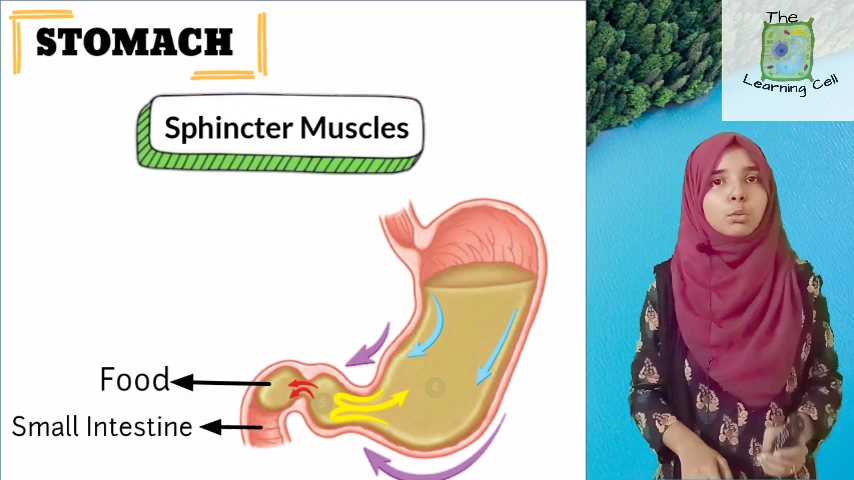 STOMACH
The
Learning Cell
Sphincter Muscles
Food
Small Intestine